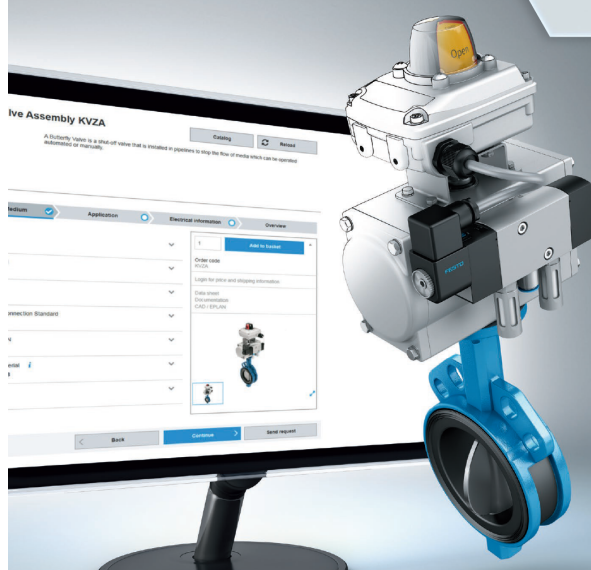 lve Assembly KVZA
A Butterfly Valve is a shut-off valve that is installed in pipelines to stop the flow of media which can be operated
automated or manually.
Catalog
Reload
Medium
Application
Electrical information
Overview
1
Add to basket
Order code
KVZA
Login for price and shipping information
Data sheet
Documentation
CAD / EPLAN
onnection Standard
erial i
Back
Continue
Send request
Open
FESTO